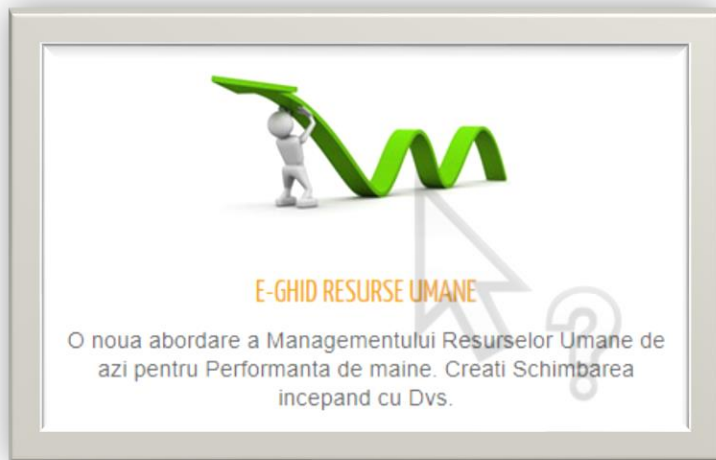 E-GHID RESURSE UMANE
O noua abordare a Managementului Resurselor Umane de
azi pentru Performanta de maine. Creati Schimbarea
incepand cu Dvs.